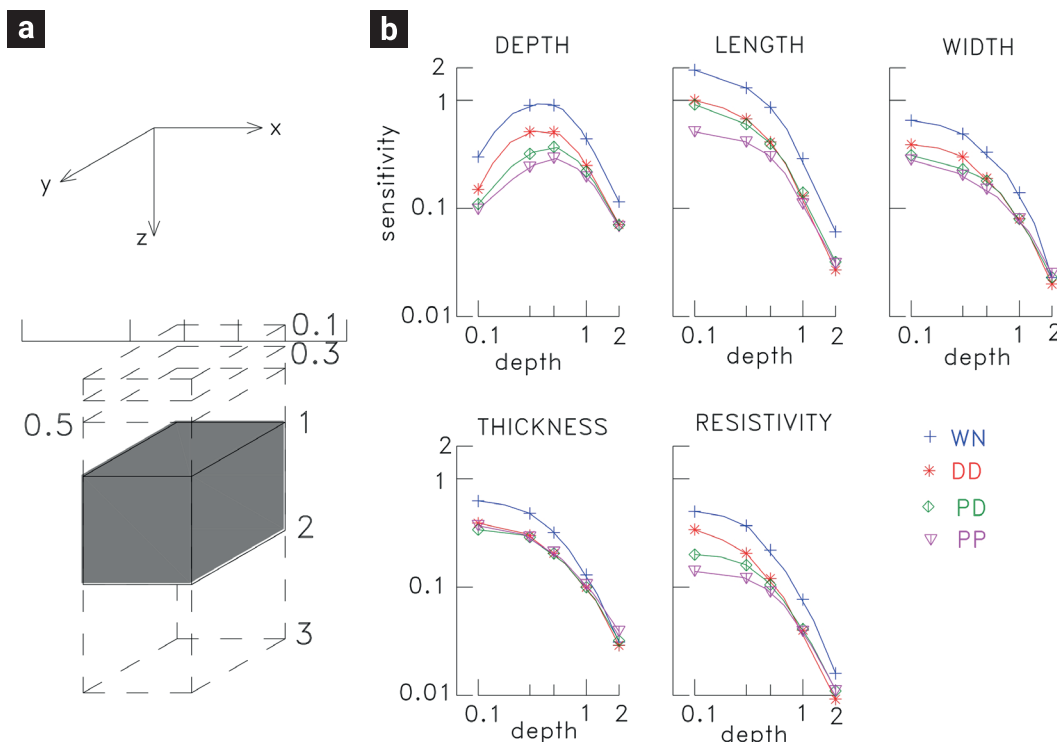 a
x
y
z
0.1
0.3
0.5
1
2
3
b
DEPTH
LENGTH
WIDTH
sensitivity
2
1
0.1
0.01
0.1 1 2
depth
0.1 1 2
depth
0.1 1 2
depth
THICKNESS
RESISTIVITY
2
1
0.1
0.01
0.1 1 2
depth
0.1 1 2
depth
WN
DD
PD
PP